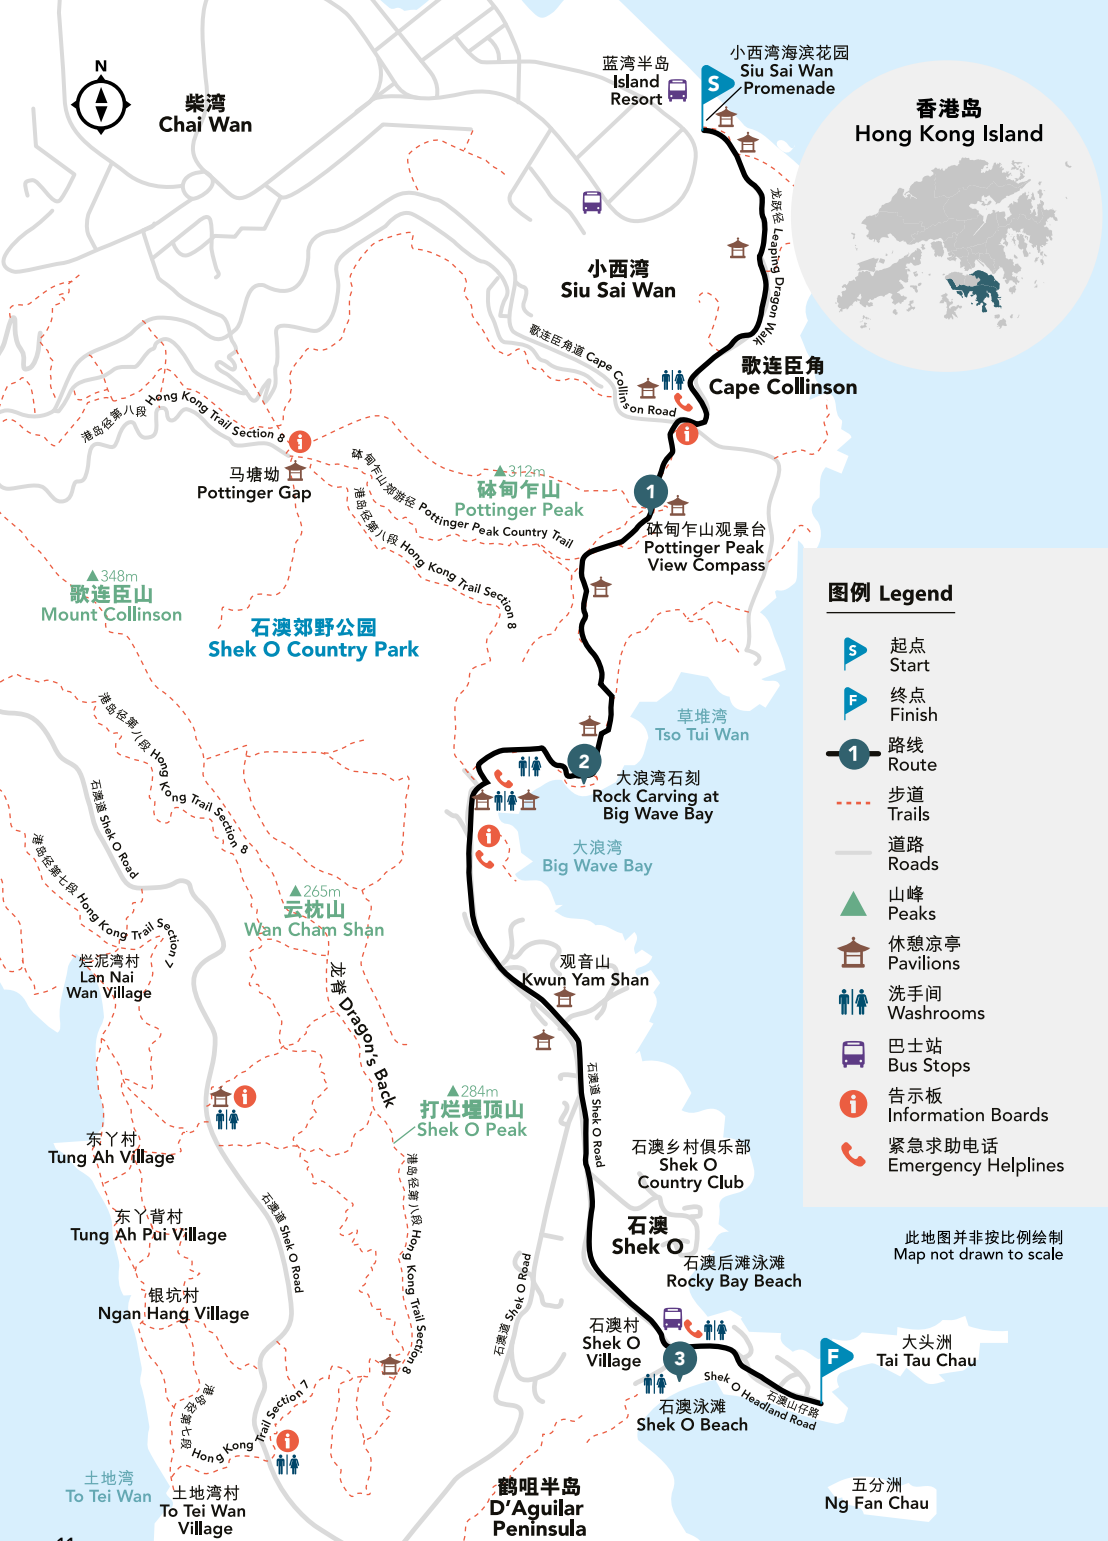 N
柴湾
Chai Wan
蓝湾半岛
Island
Resort
S
小西湾海滨花园
Siu Sai Wan
Promenade
香港岛
Hong Kong Island
龙跃径 Leaping Dragon Walk
小西湾
Siu Sai Wan
歌连臣角道 Cape Collinson Road
歌连臣角
Cape Collinson
港岛径第八段 Hong Kong Trail Section 8
马塘坳
Pottinger Gap
砵甸乍山郊游径 Pottinger Peak Country Trail
港岛径第八段 Hong Kong Trail Section 8
312m
砵甸乍山
Pottinger Peak
1
砵甸乍山观景台
Pottinger Peak
View Compass
348m
歌连臣山
Mount Collinson
石澳郊野公园
Shek O Country Park
图例 Legend
S
起点
Start
F
终点
Finish
1
路线
Route
步道
Trails
道路
Roads
山峰
Peaks
休憩凉亭
Pavilions
洗手间
Washrooms
巴士站
Bus Stops
告示板
Information Boards
紧急求助电话
Emergency Helplines
此地图并非按比例绘制
Map not drawn to scale
港岛径第八段 Hong Kong Trail Section 8
石澳道 Shek O Road
港岛径第七段 Hong Kong Trail Section 7
草堆湾
Tso Tui Wan
2
大浪湾石刻
Rock Carving at
Big Wave Bay
大浪湾
Big Wave Bay
265m
云枕山
Wan Cham Shan
烂泥湾村
Lan Nai
Wan Village
龙脊 Dragon's Back
观音山
Kwun Yam Shan
石澳道 Shek O Road
284m
打烂埕顶山
Shek O Peak
东丫村
Tung Ah Village
港岛径第八段 Hong Kong Trail Section 8
石澳乡村俱乐部
Shek O
Country Club
石澳道 Shek O Road
东丫背村
Tung Ah Pui Village
石澳
Shek O
石澳后滩泳滩
Rocky Bay Beach
石澳道 Shek O Road
银坑村
Ngan Hang Village
石澳村
Shek O
Village
3
F
大头洲
Tai Tau Chau
石澳山仔路
Shek O Headland Road
石澳泳滩
Shek O Beach
港岛径第七段 Hong Kong Trail Section 7
土地湾
To Tei Wan
土地湾村
To Tei Wan
Village
鹤咀半岛
D'Aguilar
Peninsula
五分洲
Ng Fan Chau